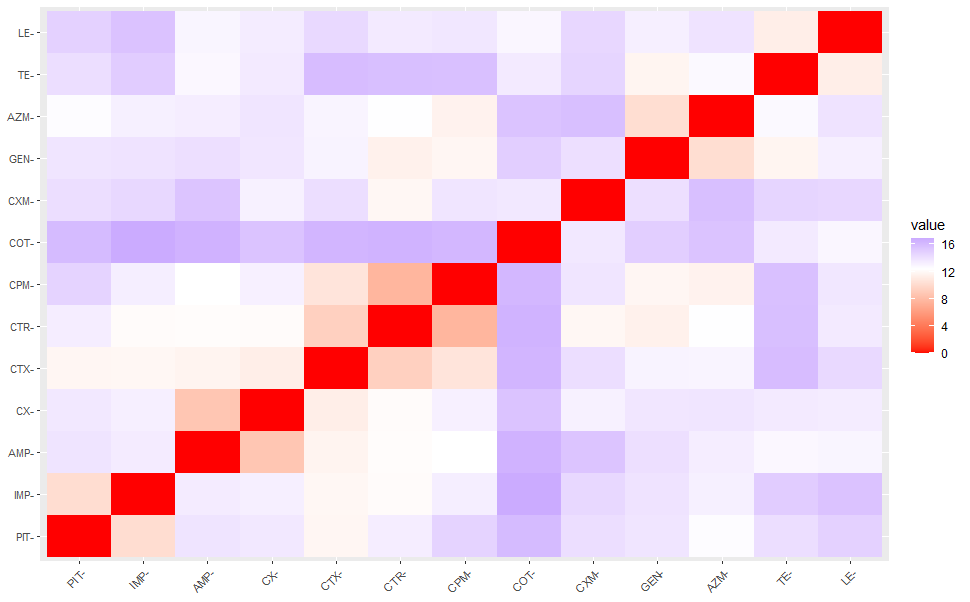 LE-
TE-
AZM-
GEN-
CXM-
COT-
CPM-
CTR-
CTX-
CX-
AMP-
IMP-
PIT-
PIT-
IMP-
AMP-
CX-
CTX-
CTR-
CPM-
COT-
CXM-
GEN-
AZM-
TE-
LE-
value
16
12
8
4
0